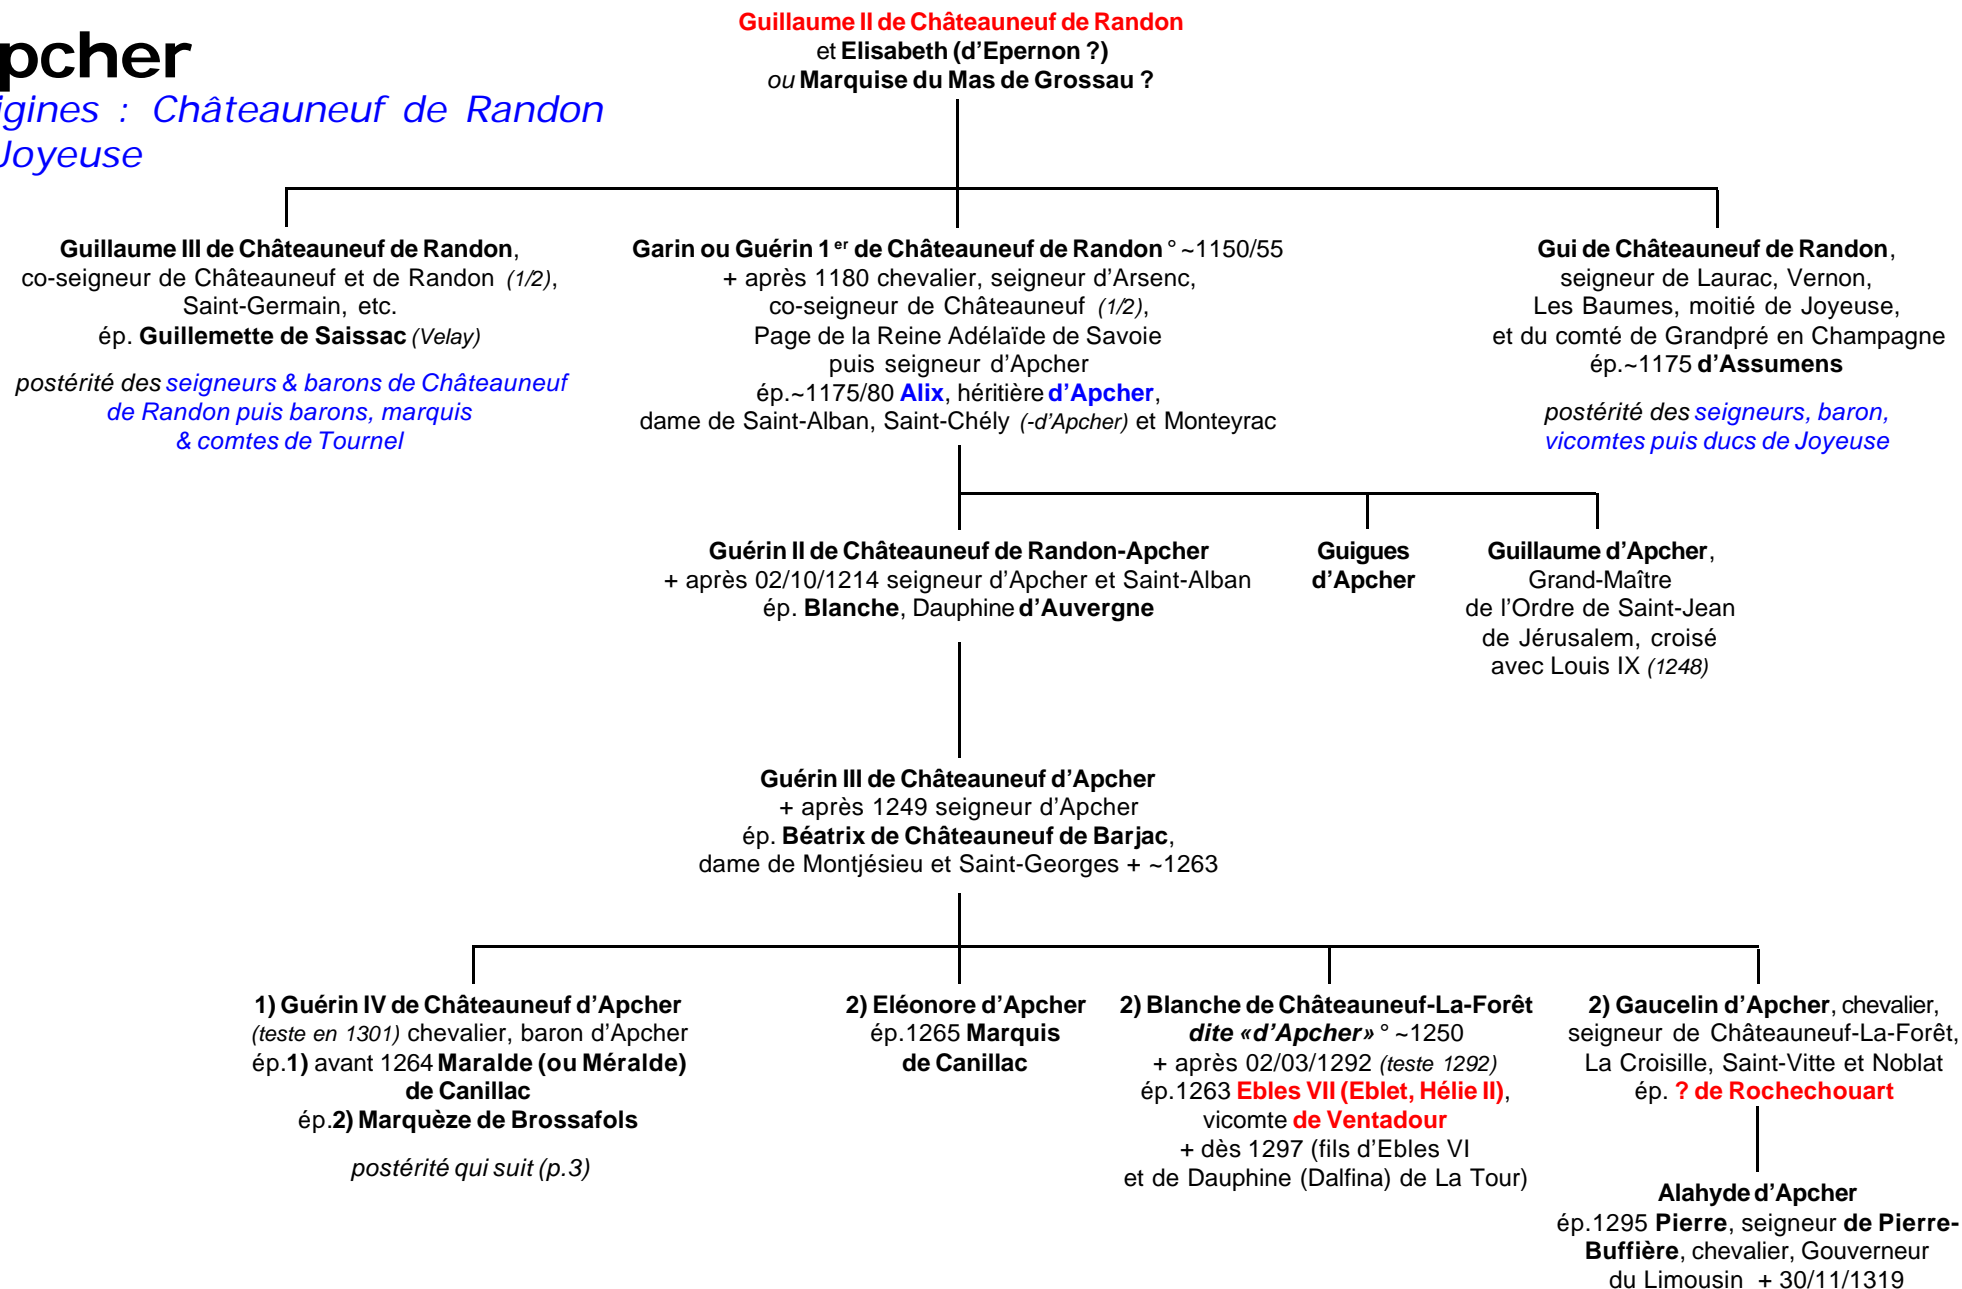 pcher
igines : Châteauneuf de Randon
Joyeuse
Guillaume II de Châteauneuf de Randon
et Elisabeth (d’Epernon ?)
ou Marquise du Mas de Grossau ?
Guillaume III de Châteauneuf de Randon,
co-seigneur de Châteauneuf et de Randon (1/2),
Saint-Germain, etc.
ép. Guillemette de Saissac (Velay)
postérité des seigneurs & barons de Châteauneuf
de Randon puis barons, marquis
& comtes de Tournel
Garin ou Guérin 1er de Châteauneuf de Randon ° ~1150/55
+ après 1180 chevalier, seigneur d’Arsenc,
co-seigneur de Châteauneuf (1/2),
Page de la Reine Adélaïde de Savoie
puis seigneur d’Apcher
ép.~1175/80 Alix, héritière d’Apcher,
dame de Saint-Alban, Saint-Chély (-d’Apcher) et Monteyrac
Gui de Châteauneuf de Randon,
seigneur de Laurac, Vernon,
Les Baumes, moitié de Joyeuse,
et du comté de Grandpré en Champagne
ép.~1175 d’Assumens
postérité des seigneurs, baron,
vicomtes puis ducs de Joyeuse
Guérin II de Châteauneuf de Randon-Apcher
+ après 02/10/1214 seigneur d’Apcher et Saint-Alban
ép. Blanche, Dauphine d’Auvergne
Guigues
d’Apcher
Guillaume d’Apcher,
Grand-Maître
de l’Ordre de Saint-Jean
de Jérusalem, croisé
avec Louis IX (1248)
Guérin III de Châteauneuf d’Apcher
+ après 1249 seigneur d’Apcher
ép. Béatrix de Châteauneuf de Barjac,
dame de Montjésieu et Saint-Georges + ~1263
1) Guérin IV de Châteauneuf d’Apcher
(teste en 1301) chevalier, baron d’Apcher
ép.1) avant 1264 Maralde (ou Méralde)
de Canillac
ép.2) Marquèze de Brossafols
postérité qui suit (p.3)
2) Eléonore d’Apcher
ép.1265 Marquis
de Canillac
2) Blanche de Châteauneuf-La-Forêt
dite «d’Apcher» ° ~1250
+ après 02/03/1292 (teste 1292)
ép.1263 Ebles VII (Eblet, Hélie II),
vicomte de Ventadour
+ dès 1297 (fils d’Ebles VI
et de Dauphine (Dalfina) de La Tour)
2) Gaucelin d’Apcher, chevalier,
seigneur de Châteauneuf-La-Forêt,
La Croisille, Saint-Vitte et Noblat
ép. ? de Rochechouart
Alahyde d’Apcher
ép.1295 Pierre, seigneur de Pierre-
Buffière, chevalier, Gouverneur
du Limousin + 30/11/1319